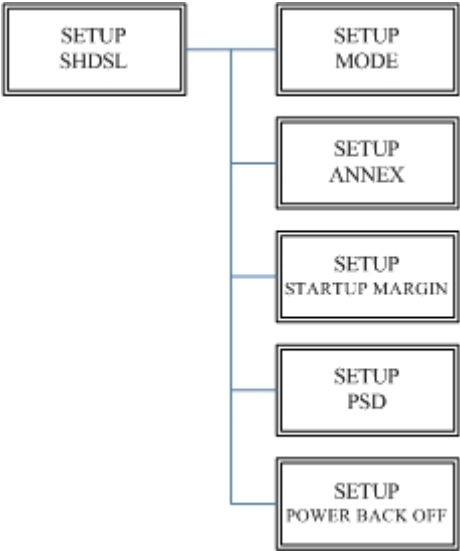 SETUP
SHDSL
SETUP
MODE
SETUP
ANNEX
SETUP
STARTUP MARGIN
SETUP
PSD
SETUP
POWER BACK OFF